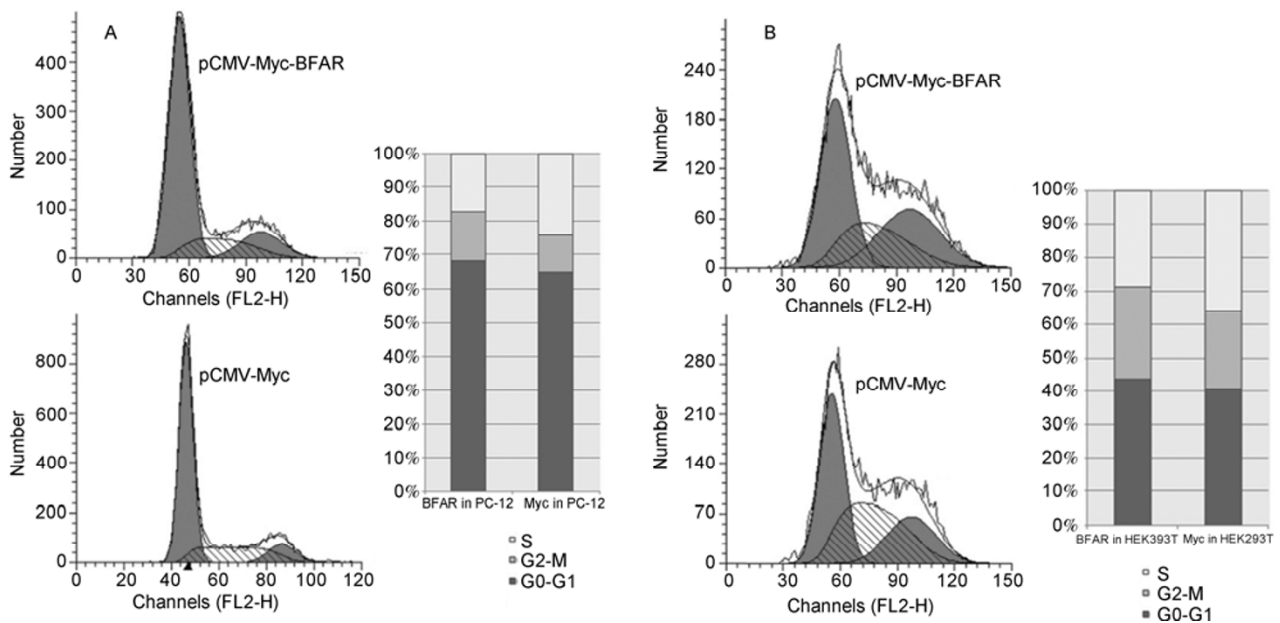 A
pCMV-Myc-BFAR
400
300
200
100
0
Number
0 30 60 90 120 150
Channels (FL2-H)
pCMV-Myc
800
600
400
200
0
Number
0 20 40 60 80 100 120
Channels (FL2-H)
100%
90%
80%
70%
60%
50%
40%
30%
20%
10%
0%
BFAR in PC-12 Myc in PC-12
S
G2-M
G0-G1
B
pCMV-Myc-BFAR
240
180
120
60
0
Number
0 30 60 90 120 150
Channels (FL2-H)
pCMV-Myc
280
210
140
70
0
Number
0 30 60 90 120 150
Channels (FL2-H)
100%
90%
80%
70%
60%
50%
40%
30%
20%
10%
0%
BFAR in HEK393T Myc in HEK293T
S
G2-M
G0-G1